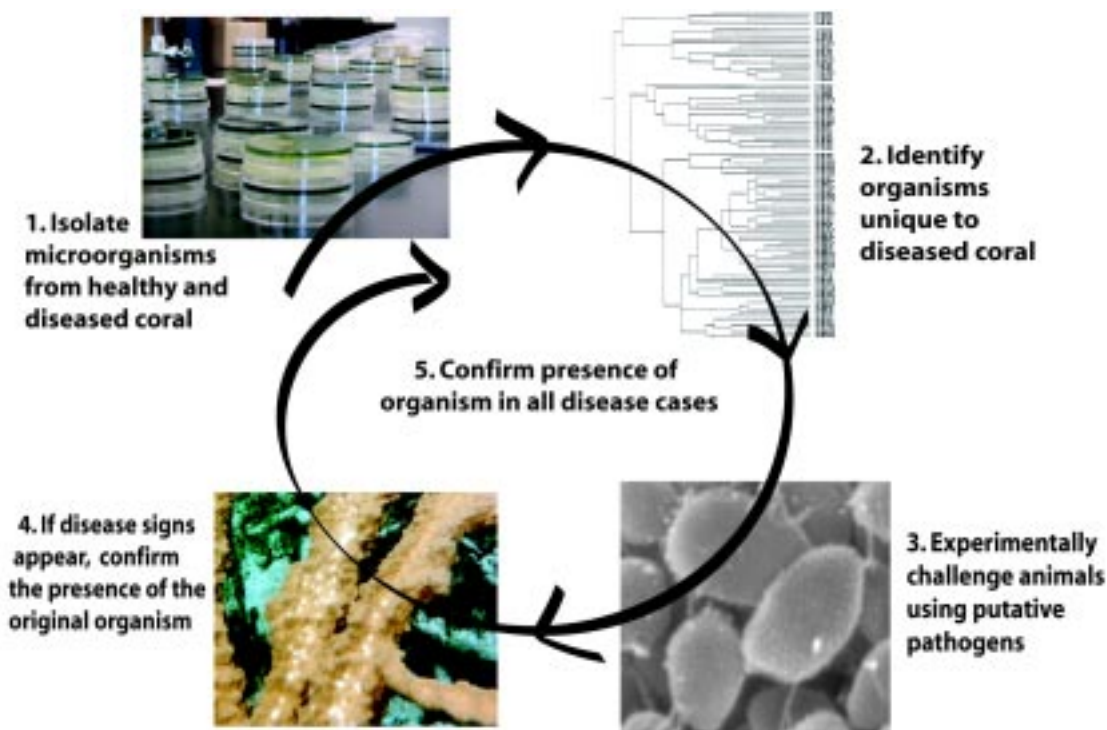 1. Isolate
microorganisms
from healthy and
diseased coral
2. Identify
organisms
unique to
diseased coral
3. Experimentally
challenge animals
using putative
pathogens
4. If disease signs
appear, confirm
the presence of the
original organism
5. Confirm presence of
organism in all disease cases